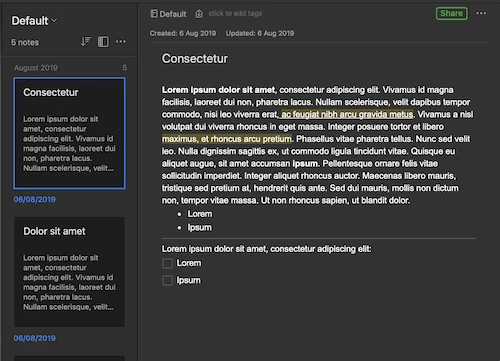 Default
5 notes
August 2019 5
Consectetur
Lorem ipsum dolor sit
amet, consectetur
adipiscing elit. Vivamus id
magna facilisis, laoreet
dui non, pharetra lacus.
Nullam scelerisque, velit...
06/08/2019
Dolor sit amet
Lorem ipsum dolor sit
amet, consectetur
adipiscing elit. Vivamus id
magna facilisis, laoreet
dui non, pharetra lacus.
Nullam scelerisque, velit...
06/08/2019
Default click to add tags Share
Created: 6 Aug 2019 Updated: 6 Aug 2019
Consectetur
Lorem ipsum dolor sit amet, consectetur adipiscing elit. Vivamus id magna
facilisis, laoreet dui non, pharetra lacus. Nullam scelerisque, velit dapibus tempor
commodo, nisi leo viverra erat, ac feugiat nibh arcu gravida metus. Vivamus a nisl
volutpat dui viverra rhoncus in eget massa. Integer posuere tortor et libero
maximus, et rhoncus arcu pretium. Phasellus vitae pharetra tellus. Nunc sed velit
leo. Nulla dignissim sagittis ex, ut commodo ligula tincidunt vitae. Quisque eu
aliquet augue, sit amet accumsan ipsum. Pellentesque ornare felis vitae
sollicitudin imperdiet. Integer aliquet rhoncus auctor. Maecenas libero mauris,
tristique sed pretium at, hendrerit quis ante. Sed dui mauris, mollis non dictum
non, tempor vitae massa. Ut non rhoncus sapien, ut blandit dolor.
• Lorem
• Ipsum
Lorem ipsum dolor sit amet, consectetur adipiscing elit:
Lorem
Ipsum